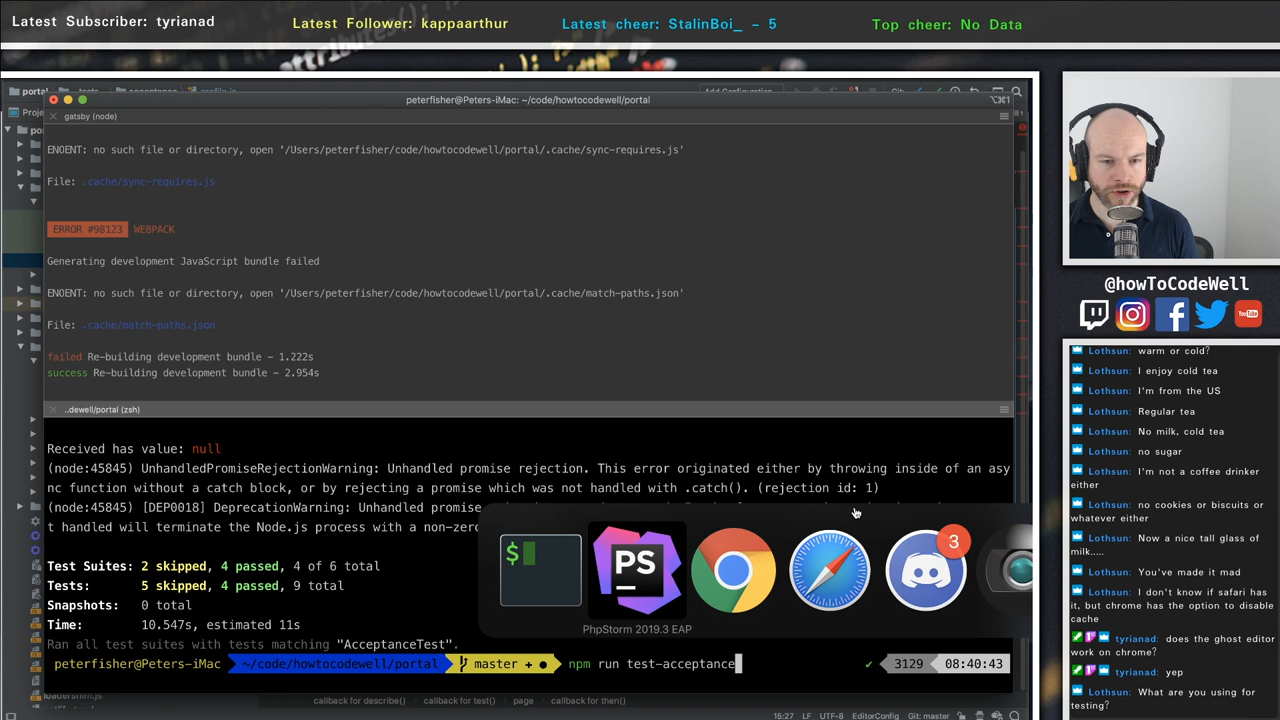 Latest Subscriber: tyrianad
Latest Follower: kappaarthur
Latest cheer: StalinBoi_ - 5
Top cheer: No Data
peterfisher@Peters-iMac: ~/code/howtocodewell/portal
⌥⌘1
gatsby (node)
ENOENT: no such file or directory, open '/Users/peterfisher/code/howtocodewell/portal/.cache/sync-requires.js'
File: .cache/sync-requires.js
ERROR #98123 WEBPACK
Generating development JavaScript bundle failed
ENOENT: no such file or directory, open '/Users/peterfisher/code/howtocodewell/portal/.cache/match-paths.json'
File: .cache/match-paths.json
failed Re-building development bundle - 1.222s
success Re-building development bundle - 2.954s
..dewell/portal (zsh)
Received has value: null
(node:45845) UnhandledPromiseRejectionWarning: Unhandled promise rejection. This error originated either by throwing inside of an asy
nc function without a catch block, or by rejecting a promise which was not handled with .catch(). (rejection id: 1)
(node:45845) [DEP0018] DeprecationWarning: Unhandled promise
t handled will terminate the Node.js process with a non-zero
Test Suites: 2 skipped, 4 passed, 4 of 6 total
Tests: 5 skipped, 4 passed, 9 total
Snapshots: 0 total
Time: 10.547s, estimated 11s
Ran all test suites with tests matching "AcceptanceTest".
peterfisher@Peters-iMac ~/code/howtocodewell/portal master + ● npm run test-acceptance ✔ 3129 08:40:43
$
PS
3
PhpStorm 2019.3 EAP
callback for describe()
callback for test()
page
callback for then()
15:27 LF UTF-8 EditorConfig Git: master
@howToCodeWell
You Tube
Lothsun: warm or cold?
Lothsun: I enjoy cold tea
Lothsun: I'm from the US
Lothsun: Regular tea
Lothsun: No milk, cold tea
Lothsun: no sugar
Lothsun: I'm not a coffee drinker
either
Lothsun: no cookies or biscuits or
whatever either
Lothsun: Now a nice tall glass of
milk.....
Lothsun: You've made it mad
Lothsun: I don't know if safari has
it, but chrome has the option to disable
cache
tyrianad: does the ghost editor
work on chrome?
tyrianad: yep
Lothsun: What are you using for
testing?